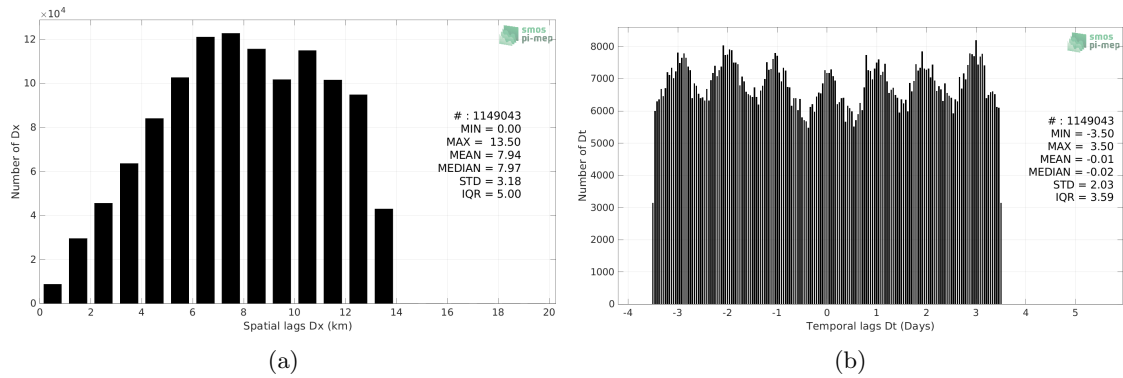 ×10⁴
12
10
8
6
4
2
0
Number of Dx
smos
pi-mep
# : 1149043
MIN = 0.00
MAX = 13.50
MEAN = 7.94
MEDIAN = 7.97
STD = 3.18
IQR = 5.00
0 2 4 6 8 10 12 14 16 18 20
Spatial lags Dx (km)
(a)
8000
7000
6000
5000
4000
3000
2000
1000
0
Number of Dt
smos
pi-mep
# : 1149043
MIN = -3.50
MAX = 3.50
MEAN = -0.01
MEDIAN = -0.02
STD = 2.03
IQR = 3.59
-4 -3 -2 -1 0 1 2 3 4 5
Temporal lags Dt (Days)
(b)